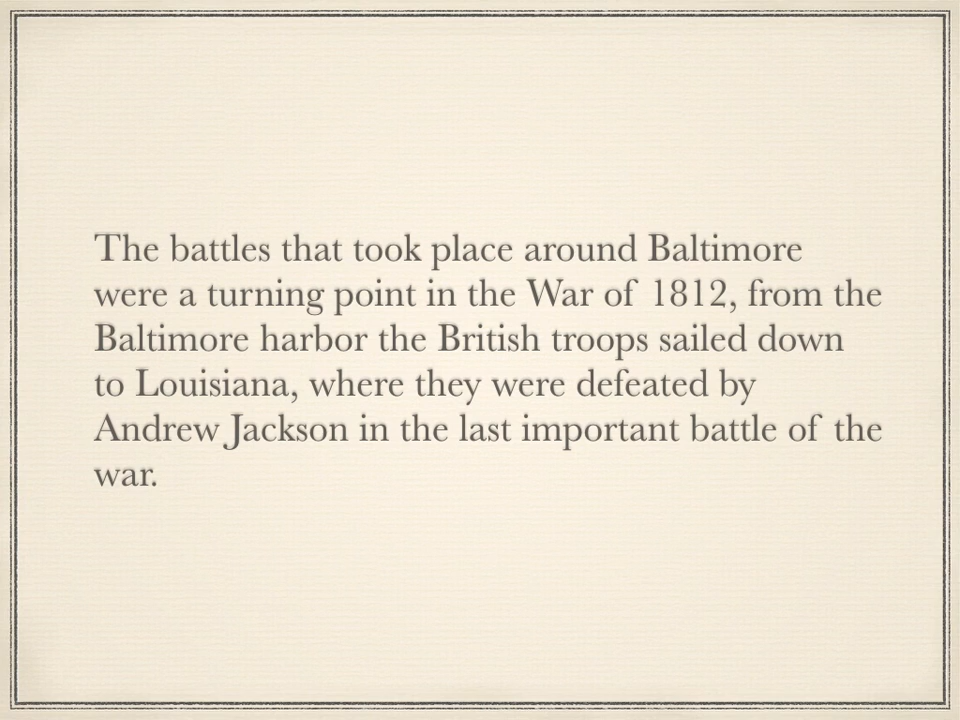 The battles that took place around Baltimore
were a turning point in the War of 1812, from the
Baltimore harbor the British troops sailed down
to Louisiana, where they were defeated by
Andrew Jackson in the last important battle of the
war.